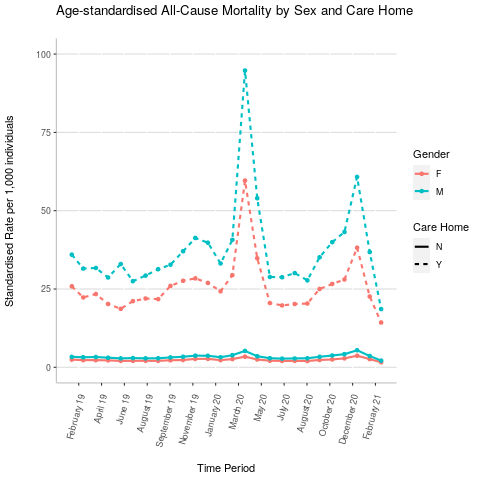 Age-standardised All-Cause Mortality by Sex and Care Home
Standardised Rate per 1,000 individuals
100
75
50
25
0
February 19
April 19
June 19
August 19
September 19
November 19
January 20
March 20
May 20
July 20
August 20
October 20
December 20
February 21
Time Period
Gender
F
M
Care Home
N
Y